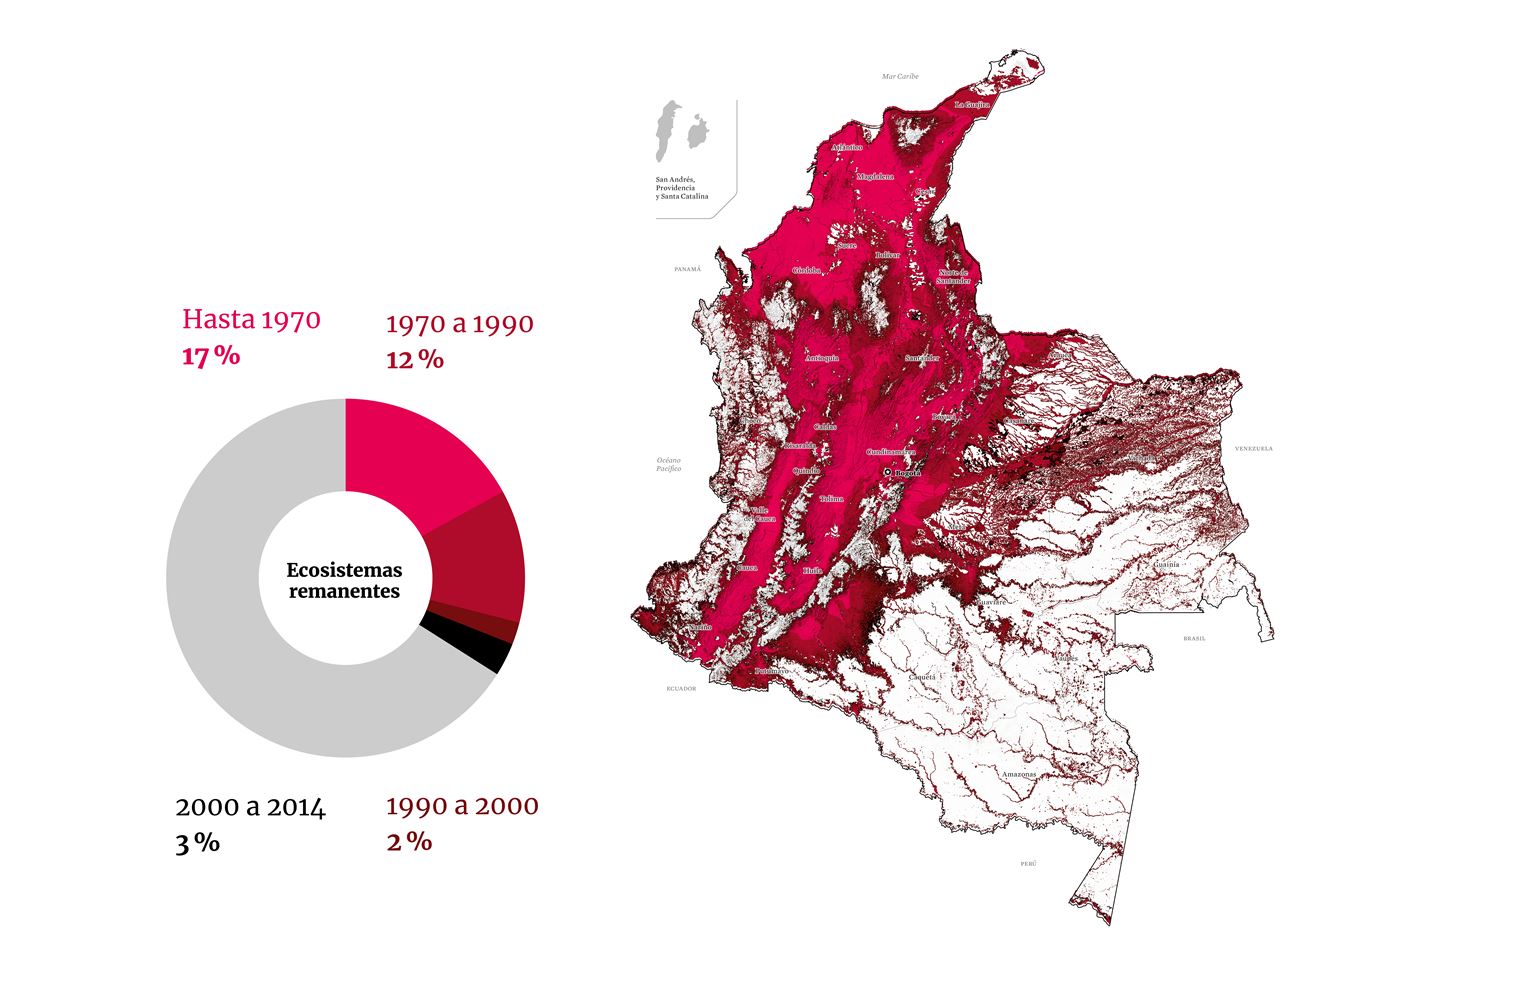 Hasta 1970
17 %
1970 a 1990
12 %
Ecosistemas
remanentes
2000 a 2014
3 %
1990 a 2000
2 %
Mar Caribe
San Andrés,
Providencia
y Santa Catalina
La Guajira
Atlántico
Magdalena
Cesar
Sucre
Bolívar
Córdoba
Norte de
Santander
PANAMÁ
Antioquia
Santander
Arauca
Boyacá
Casanare
Caldas
Risaralda
Cundinamarca
Quindío
Bogotá
Océano
Pacífico
VENEZUELA
Tolima
Valle
del Cauca
Meta
Cauca
Huila
Guainía
Guaviare
Nariño
BRASIL
Vaupés
Putumayo
Caquetá
ECUADOR
Amazonas
PERÚ